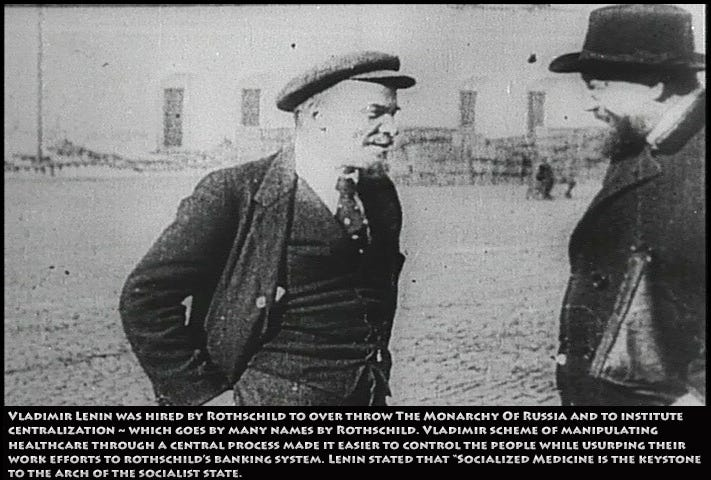 Vladimir Lenin was hired by Rothschild to over throw The Monarchy Of Russia and to institute
centralization ~ which goes by many names by Rothschild. Vladimir scheme of manipulating
healthcare through a central process made it easier to control the people while usurping their
work efforts to rothschild's banking system. Lenin stated that "Socialized Medicine is the keystone
to the arch of the socialist state.